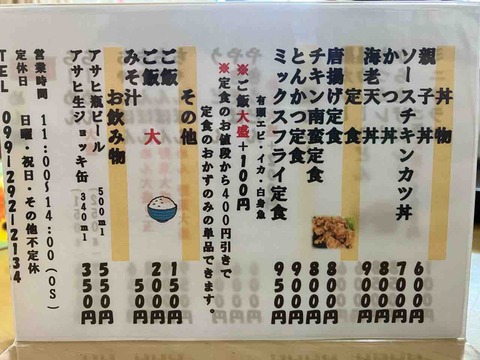 丼物
親子丼 600円
ソースチキンカツ丼 700円
かつ丼 800円
海老天丼 900円
定食
唐揚げ定食 800円
チキン南蛮定食 800円
とんかつ定食 900円
ミックスフライ定食 950円
有頭エビ・イカ・白身魚
※ご飯大盛+100円
※定食のお値段から400円引きで
定食のおかずのみの単品できます。
その他
ご飯 150円
ご飯 大 200円
みそ汁 50円
お飲み物
アサヒ瓶ビール 500ml 550円
アサヒ生ジョッキ缶 340ml 350円
営業時間 11:00~14:00(OS)
定休日 日曜・祝日・その他不定休
TEL 099-292-2134